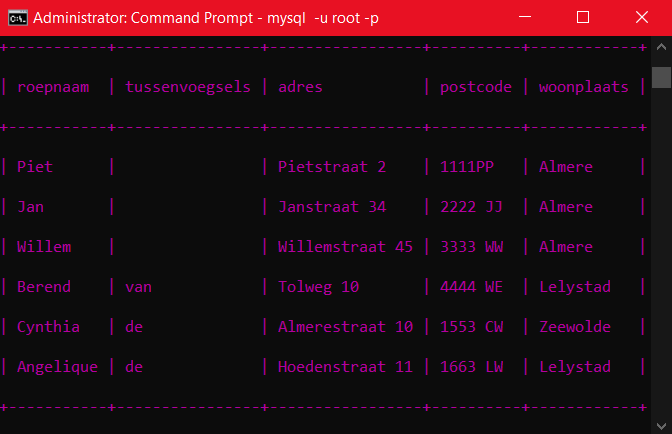 Administrator: Command Prompt - mysql  -u root -p
+-----------+----------------+-----------------+----------+------------+
| roepnaam  | tussenvoegsels | adres           | postcode | woonplaats |
+-----------+----------------+-----------------+----------+------------+
| Piet      |                | Pietstraat 2    | 1111PP   | Almere     |
| Jan       |                | Janstraat 34    | 2222 JJ  | Almere     |
| Willem    |                | Willemstraat 45 | 3333 WW  | Almere     |
| Berend    | van            | Tolweg 10       | 4444 WE  | Lelystad   |
| Cynthia   | de             | Almerestraat 10 | 1553 CW  | Zeewolde   |
| Angelique | de             | Hoedenstraat 11 | 1663 LW  | Lelystad   |
+-----------+----------------+-----------------+----------+------------+